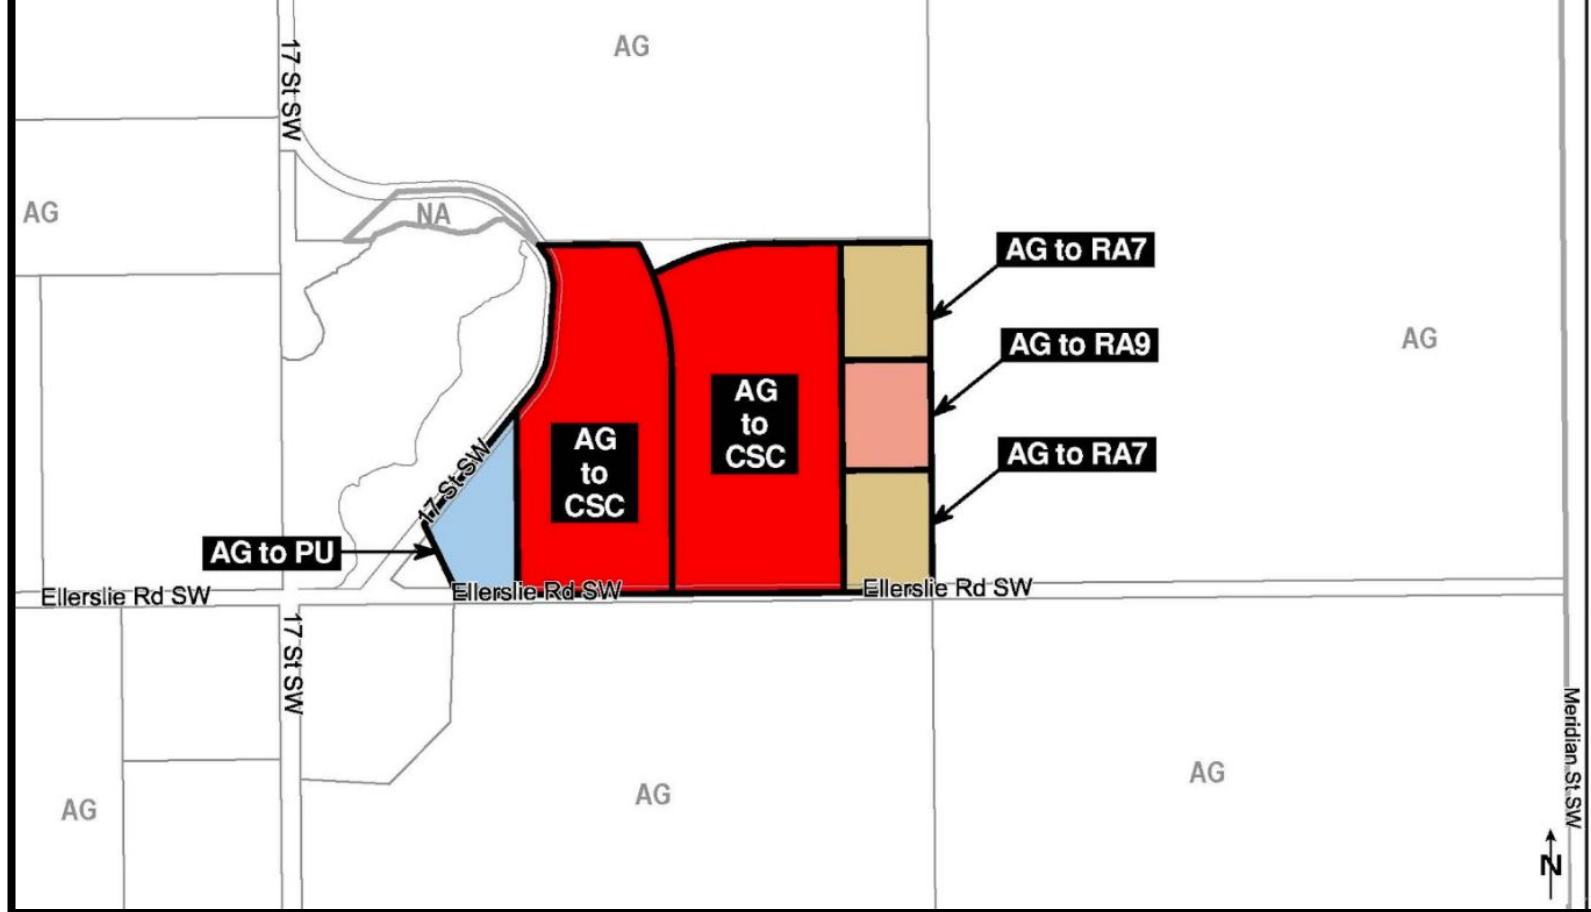 17 St SW
AG
AG
NA
AG to RA7
AG to RA9
AG
AG
to
CSC
AG
to
CSC
AG to RA7
17 St SW
AG to PU
Ellerslie Rd SW
Ellerslie Rd SW
Ellerslie Rd SW
17 St SW
Meridian St SW
AG
AG
AG
N